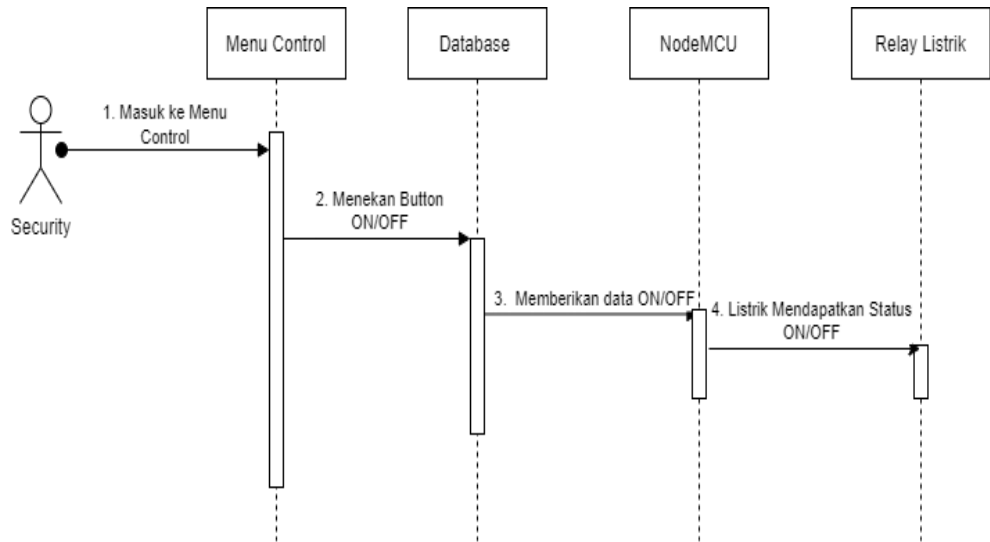 Menu Control
Database
NodeMCU
Relay Listrik
1. Masuk ke Menu
Control
Security
2. Menekan Button
ON/OFF
3. Memberikan data ON/OFF
4. Listrik Mendapatkan Status
ON/OFF